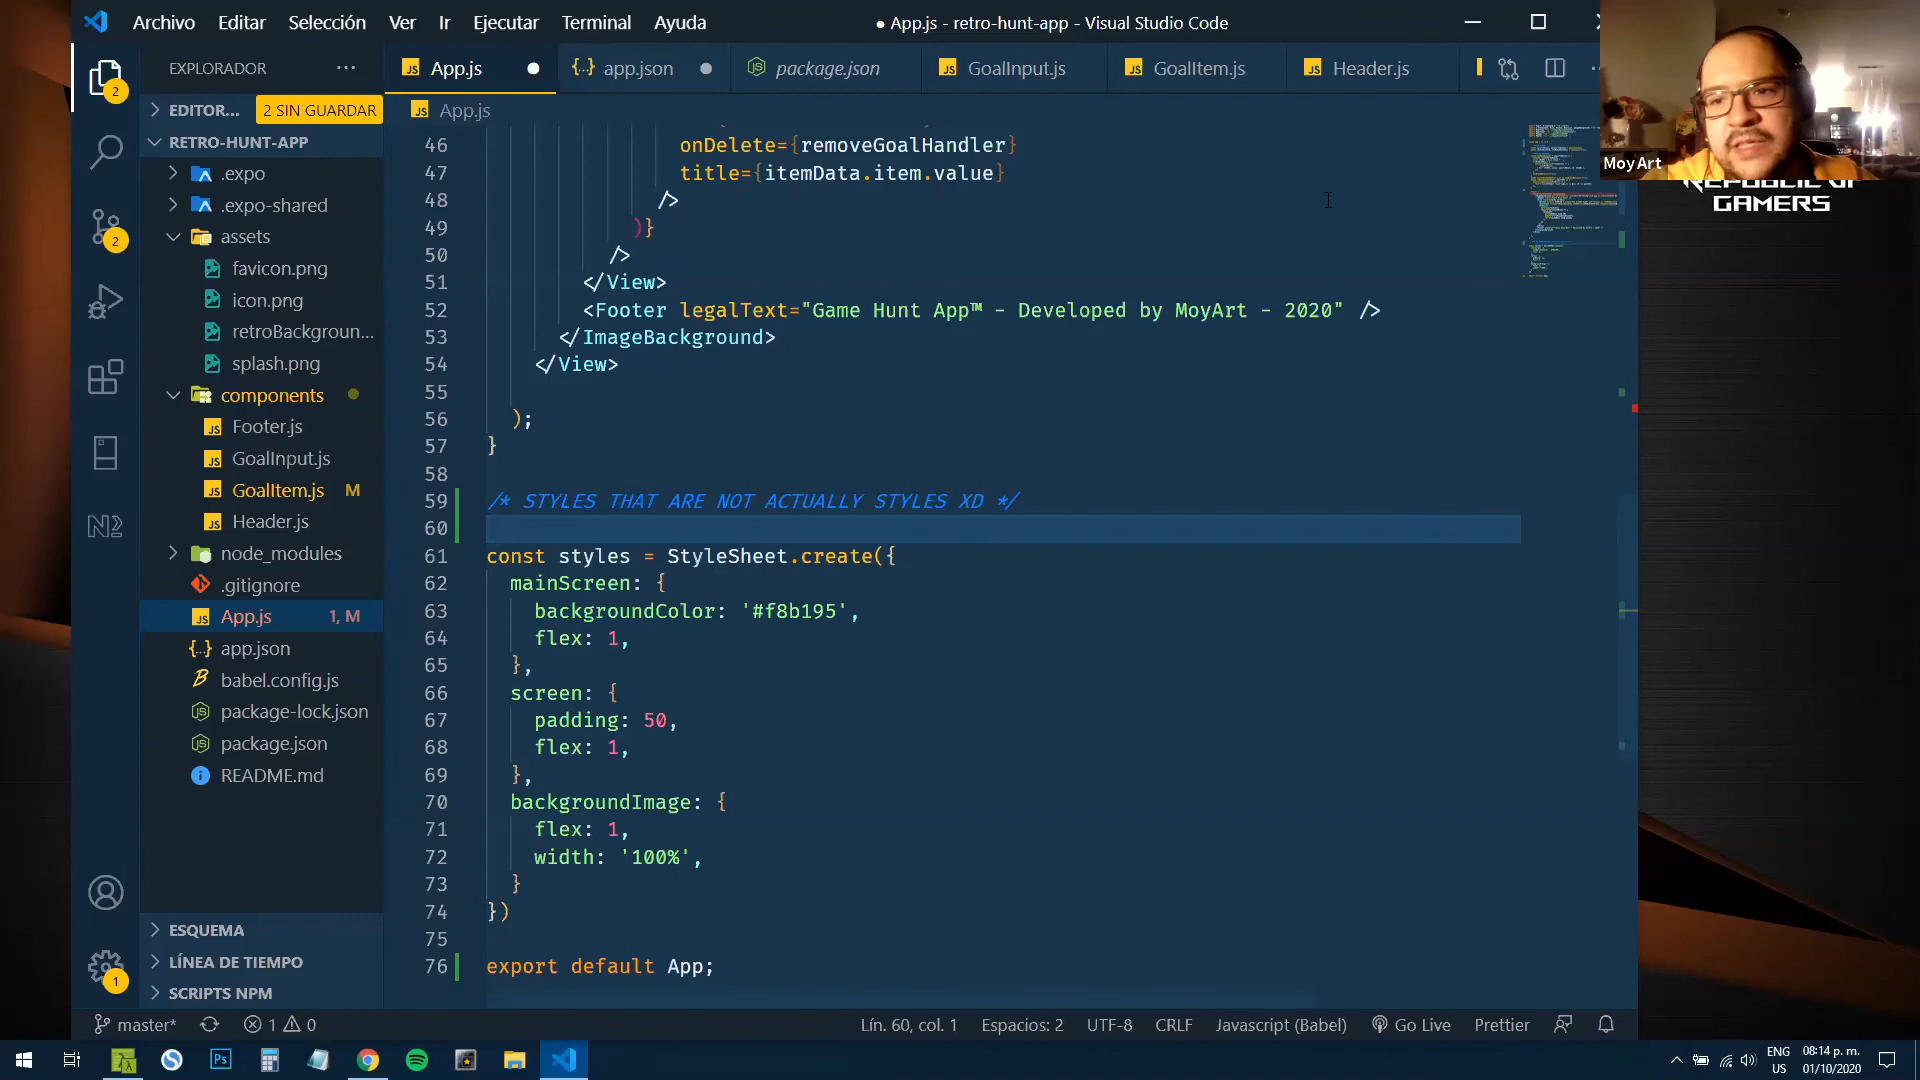 Archivo Editar Selección Ver Ir Ejecutar Terminal Ayuda
● App.js - retro-hunt-app - Visual Studio Code
EXPLORADOR ···
App.js
app.json
package.json
GoalInput.js
GoalItem.js
Header.js
EDITOR... 2 SIN GUARDAR
App.js
RETRO-HUNT-APP
.expo
.expo-shared
assets
favicon.png
icon.png
retroBackgroun...
splash.png
components
Footer.js
GoalInput.js
GoalItem.js M
Header.js
node_modules
.gitignore
App.js 1, M
app.json
babel.config.js
package-lock.json
package.json
README.md
ESQUEMA
LÍNEA DE TIEMPO
SCRIPTS NPM
46 onDelete={removeGoalHandler}
47 title={itemData.item.value}
48 />
49 )}
50 />
51 </View>
52 <Footer legalText="Game Hunt App™ - Developed by MoyArt - 2020" />
53 </ImageBackground>
54 </View>
55
56 );
57 }
58
59 /* STYLES THAT ARE NOT ACTUALLY STYLES XD */
60
61 const styles = StyleSheet.create({
62 mainScreen: {
63 backgroundColor: '#f8b195',
64 flex: 1,
65 },
66 screen: {
67 padding: 50,
68 flex: 1,
69 },
70 backgroundImage: {
71 flex: 1,
72 width: '100%',
73 }
74 })
75
76 export default App;
Moy Art
REPUBLIC OF
GAMERS
2
2
1
master* 1 0
Lín. 60, col. 1 Espacios: 2 UTF-8 CRLF Javascript (Babel) Go Live Prettier
Ps
ENG
US
08:14 p. m.
01/10/2020